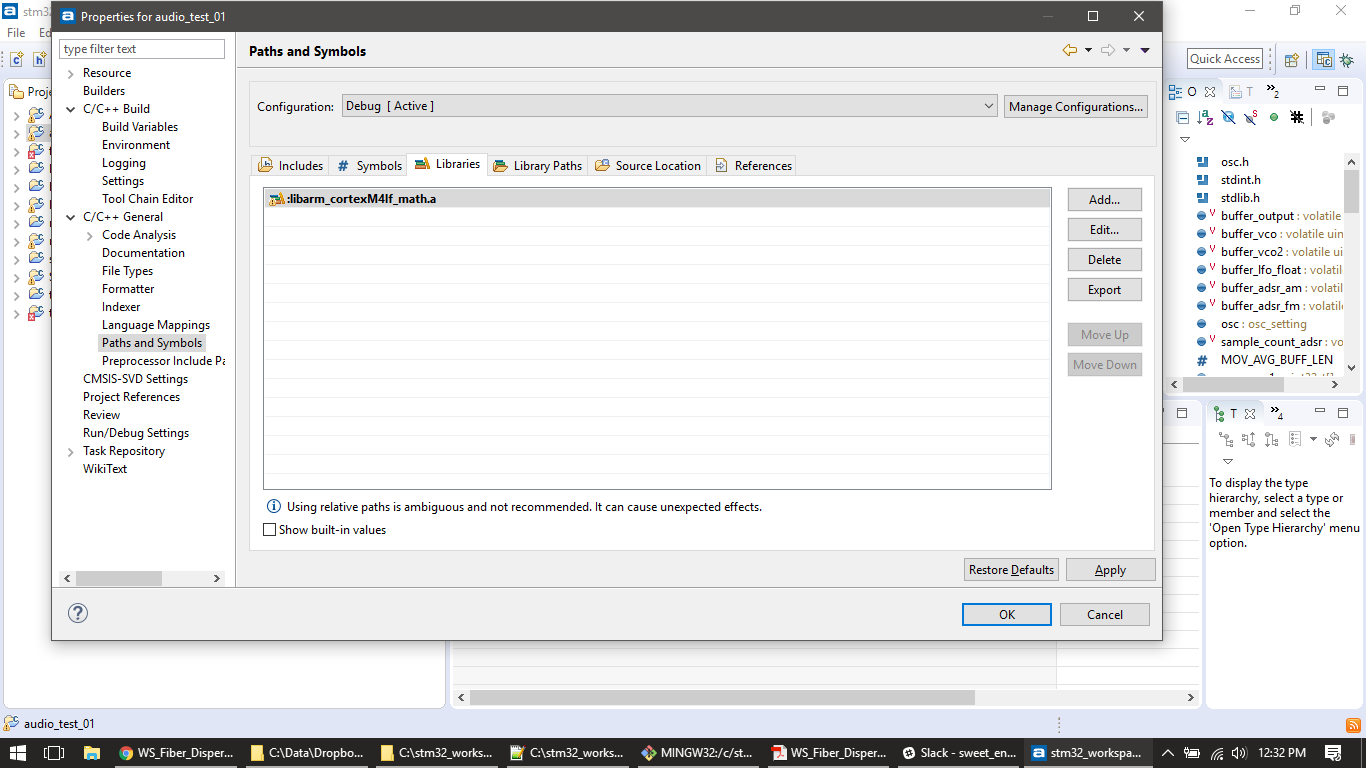 stm32
Properties for audio_test_01
File
Quick Access
type filter text
Resource
Builders
C/C++ Build
Build Variables
Environment
Logging
Settings
Tool Chain Editor
C/C++ General
Code Analysis
Documentation
File Types
Formatter
Indexer
Language Mappings
Paths and Symbols
Preprocessor Include Pa
CMSIS-SVD Settings
Project References
Review
Run/Debug Settings
Task Repository
WikiText
Paths and Symbols
Configuration:
Debug [ Active ]
Manage Configurations...
Includes
# Symbols
Libraries
Library Paths
Source Location
References
:libarm_cortexM4lf_math.a
Add...
Edit...
Delete
Export
Move Up
Move Down
Using relative paths is ambiguous and not recommended. It can cause unexpected effects.
Show built-in values
Restore Defaults
Apply
OK
Cancel
O
T
2
osc.h
stdint.h
stdlib.h
buffer_output : volatile
buffer_vco : volatile uin
buffer_vco2 : volatile ui
buffer_lfo_float : volatil
buffer_adsr_am : volatil
buffer_adsr_fm : volatile
osc : osc_setting
sample_count_adsr : vo
# MOV_AVG_BUFF_LEN
T
4
To display the type
hierarchy, select a type or
member and select the
'Open Type Hierarchy' menu
option.
audio_test_01
WS_Fiber_Disper...
C:\Data\Dropbo...
C:\stm32_works...
C:\stm32_works...
MINGW32:/c/st...
WS_Fiber_Disper...
Slack - sweet_en...
stm32_workspa...
12:32 PM